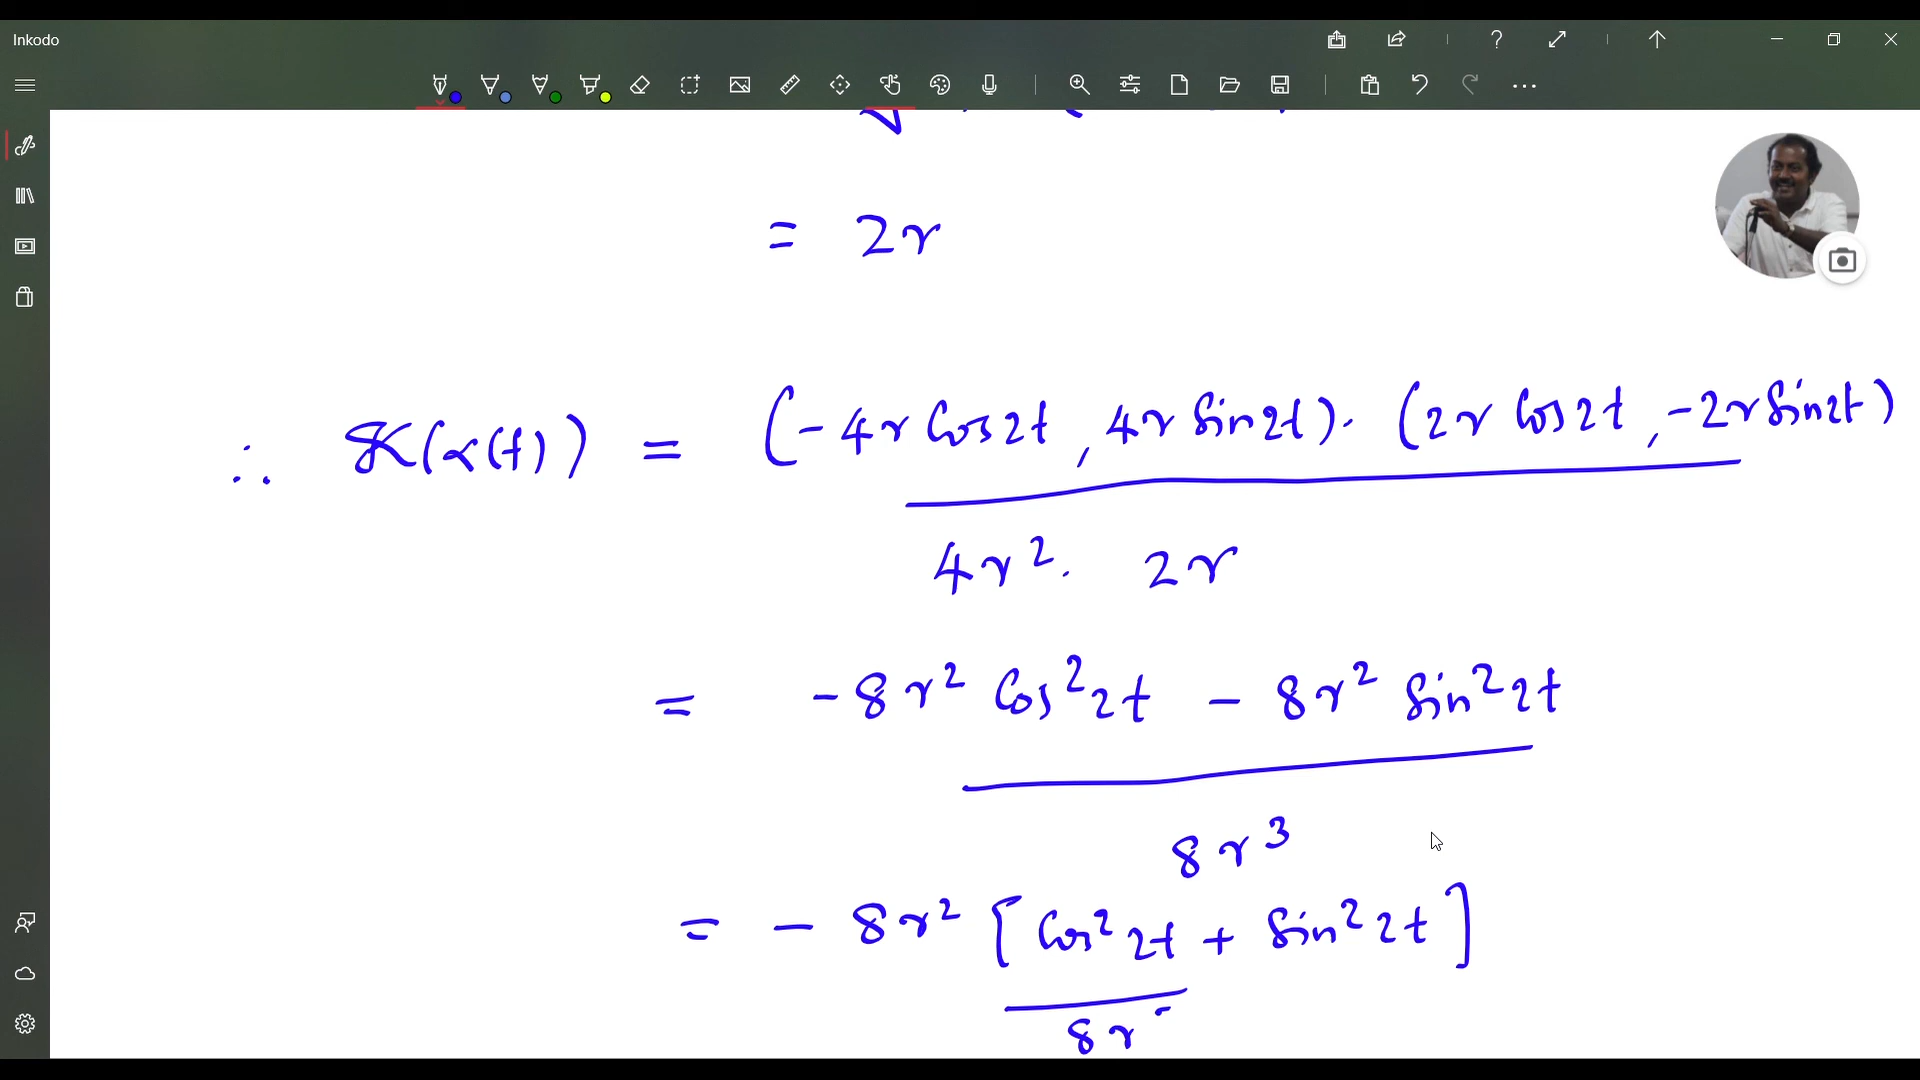 Inkodo
= 2r
∴ K(α(t)) = (-4r Cos2t, 4r Sin2t). (2r Cos2t, -2r Sin2t)
4r². 2r
= -8r² Cos²2t - 8r² Sin²2t
8r³
= - 8r² [Cos²2t + Sin²2t]
8r